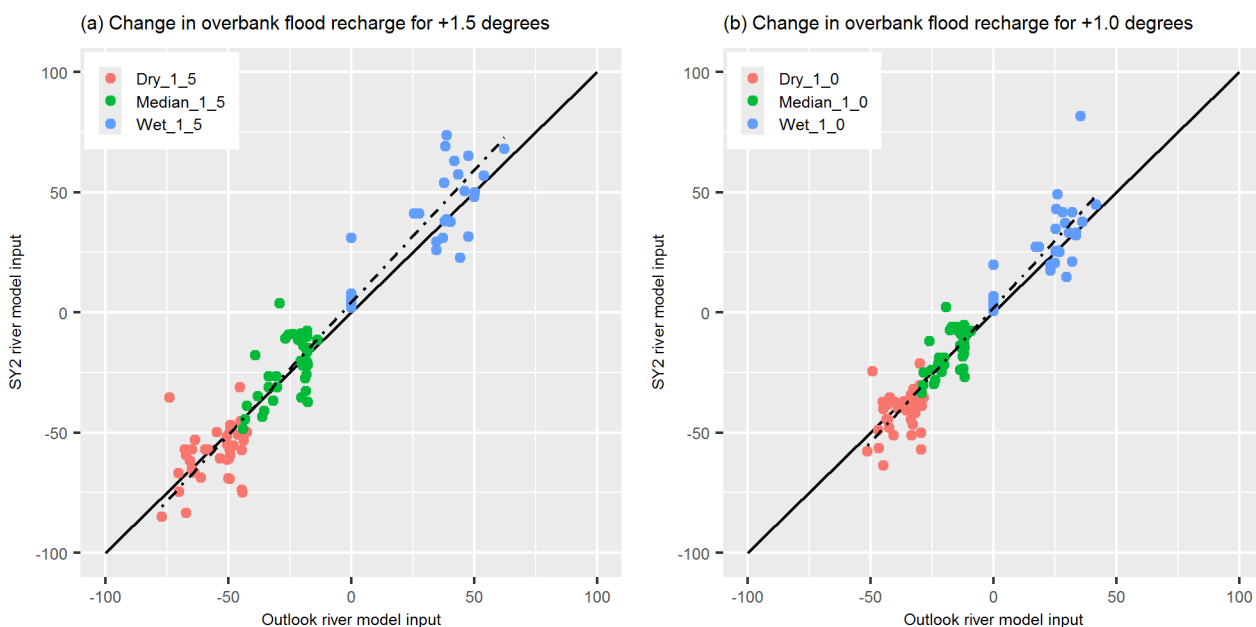 (a) Change in overbank flood recharge for +1.5 degrees
Dry_1_5
Median_1_5
Wet_1_5
100
50
0
-50
-100
SY2 river model input
-100
-50
0
50
100
Outlook river model input
(b) Change in overbank flood recharge for +1.0 degrees
Dry_1_0
Median_1_0
Wet_1_0
100
50
0
-50
-100
SY2 river model input
-100
-50
0
50
100
Outlook river model input